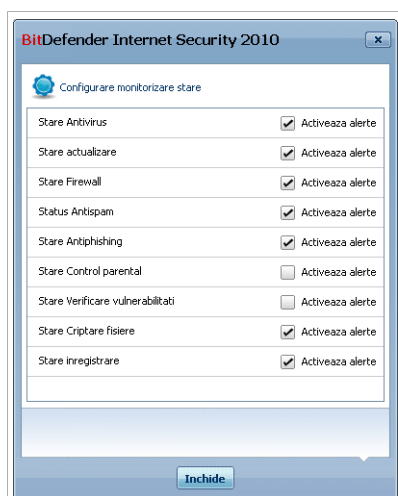 BitDefender Internet Security 2010
Configurare monitorizare stare
Stare Antivirus Activeaza alerte
Stare actualizare Activeaza alerte
Stare Firewall Activeaza alerte
Status Antispam Activeaza alerte
Stare Antiphishing Activeaza alerte
Stare Control parental Activeaza alerte
Stare Verificare vulnerabilitati Activeaza alerte
Stare Criptare fisiere Activeaza alerte
Stare inregistrare Activeaza alerte
Inchide